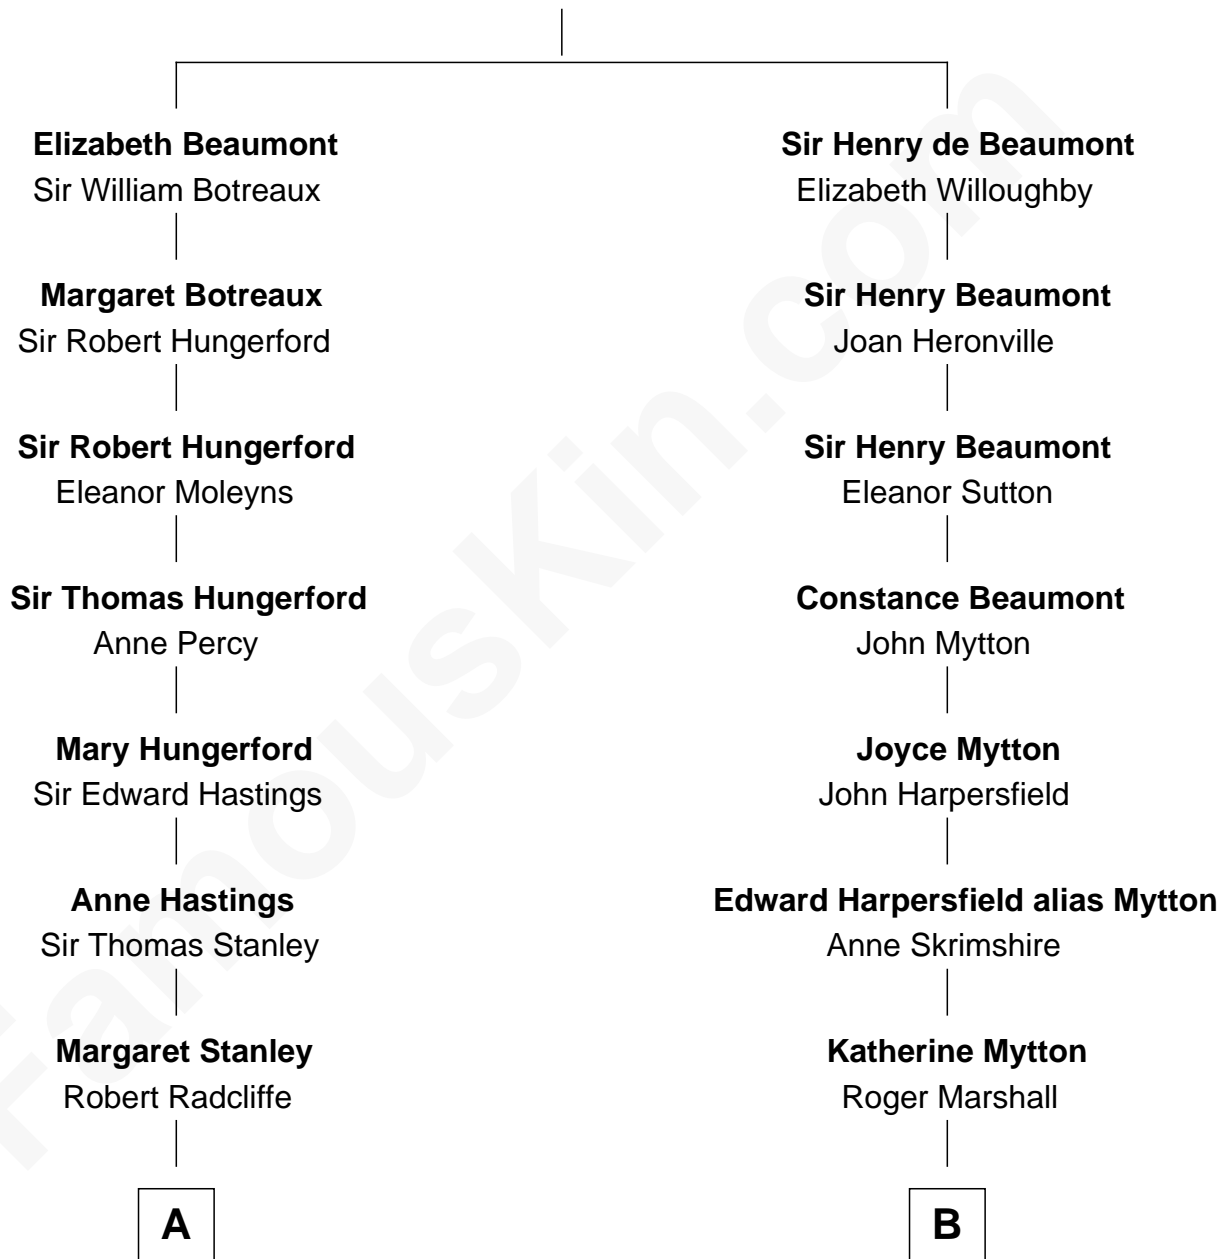 Elizabeth Beaumont
Sir William Botreaux
Margaret Botreaux
Sir Robert Hungerford
Sir Robert Hungerford
Eleanor Moleyns
Sir Thomas Hungerford
Anne Percy
Mary Hungerford
Sir Edward Hastings
Anne Hastings
Sir Thomas Stanley
Margaret Stanley
Robert Radcliffe
A
Sir Henry de Beaumont
Elizabeth Willoughby
Sir Henry Beaumont
Joan Heronville
Sir Henry Beaumont
Eleanor Sutton
Constance Beaumont
John Mytton
Joyce Mytton
John Harpersfield
Edward Harpersfield alias Mytton
Anne Skrimshire
Katherine Mytton
Roger Marshall
B
FamousKin.com